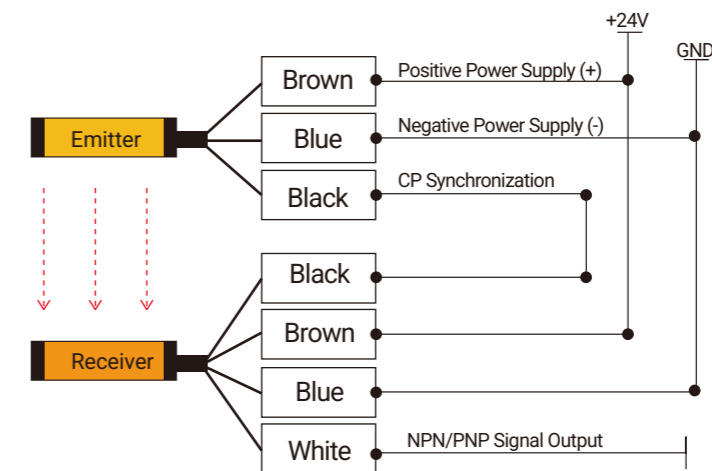 +24V
GND
Brown
Positive Power Supply (+)
Emitter
Blue
Negative Power Supply (-)
Black
CP Synchronization
Black
Brown
Receiver
Blue
White
NPN/PNP Signal Output